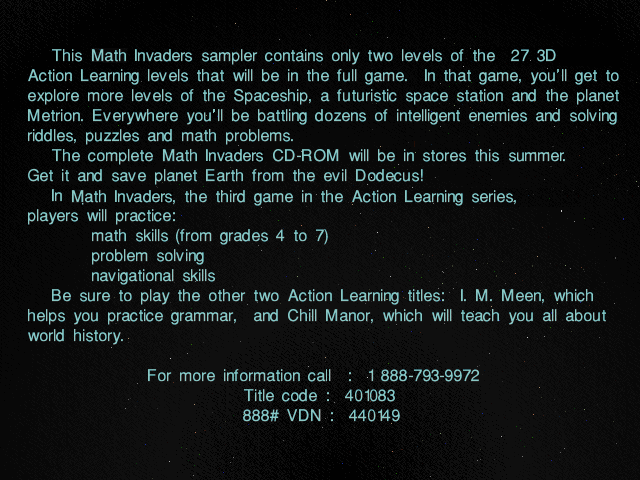 This Math Invaders sampler contains only two levels of the 27 3D
Action Learning levels that will be in the full game. In that game, you'll get to
explore more levels of the Spaceship, a futuristic space station and the planet
Metrion. Everywhere you'll be battling dozens of intelligent enemies and solving
riddles, puzzles and math problems.
The complete Math Invaders CD-ROM will be in stores this summer.
Get it and save planet Earth from the evil Dodecus!
In Math Invaders, the third game in the Action Learning series,
players will practice:
math skills (from grades 4 to 7)
problem solving
navigational skills
Be sure to play the other two Action Learning titles: I. M. Meen, which
helps you practice grammar, and Chill Manor, which will teach you all about
world history.
For more information call : 1 888-793-9972
Title code : 401083
888# VDN : 440149